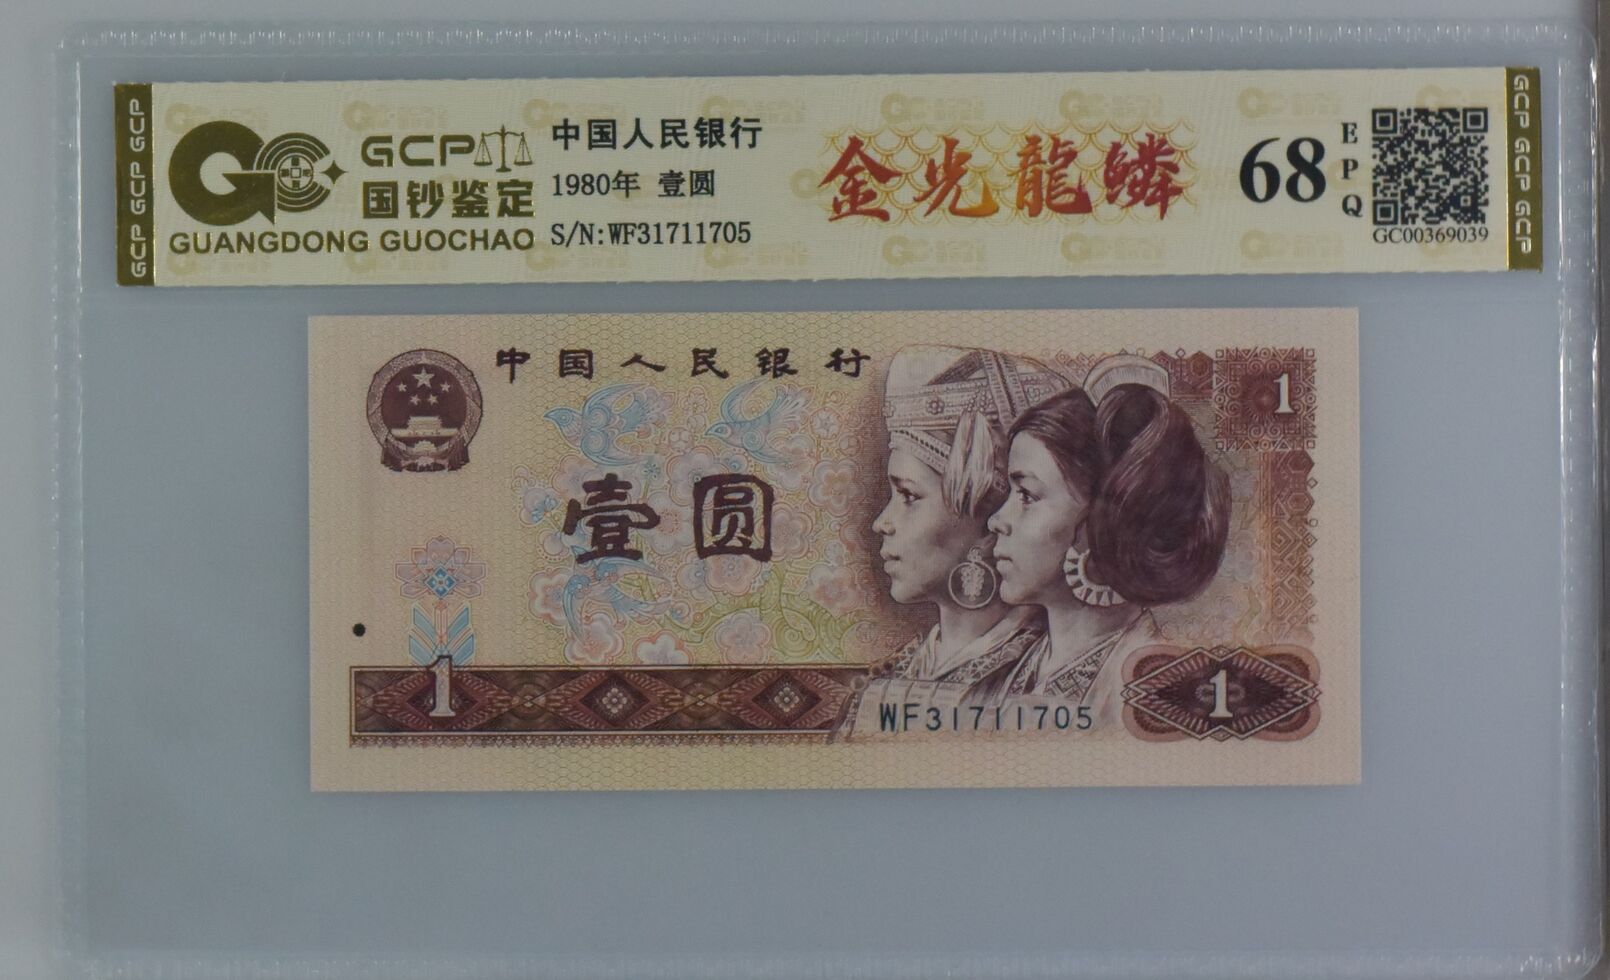 GCP GCP GCP
GCP
国钞鉴定
GUANGDONG GUOCHAO
中国人民银行
1980年 壹圆
S/N:WF31711705
金光龍鳞
68
EPQ
GC00369039
GCP GCP GCP
中国人民银行
1
壹圆
1
WF31711705
1